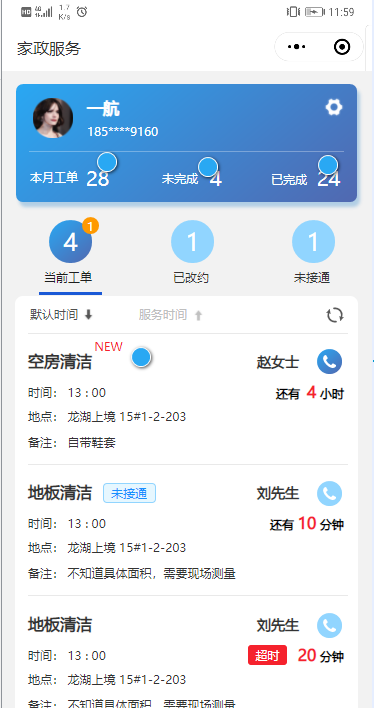 HD 4G 1.7 K/s 11:59
家政服务
一航
185****9160
本月工单 28 未完成 4 已完成 24
4 1 1 1
当前工单 已改约 未接通
默认时间 服务时间
空房清洁 NEW 赵女士
时间: 13 : 00 还有 4 小时
地点: 龙湖上境 15#1-2-203
备注: 自带鞋套
地板清洁 未接通 刘先生
时间: 13 : 00 还有 10 分钟
地点: 龙湖上境 15#1-2-203
备注: 不知道具体面积，需要现场测量
地板清洁 刘先生
时间: 13 : 00 超时 20 分钟
地点: 龙湖上境 15#1-2-203
备注: 不知道具体面积，需要现场测量